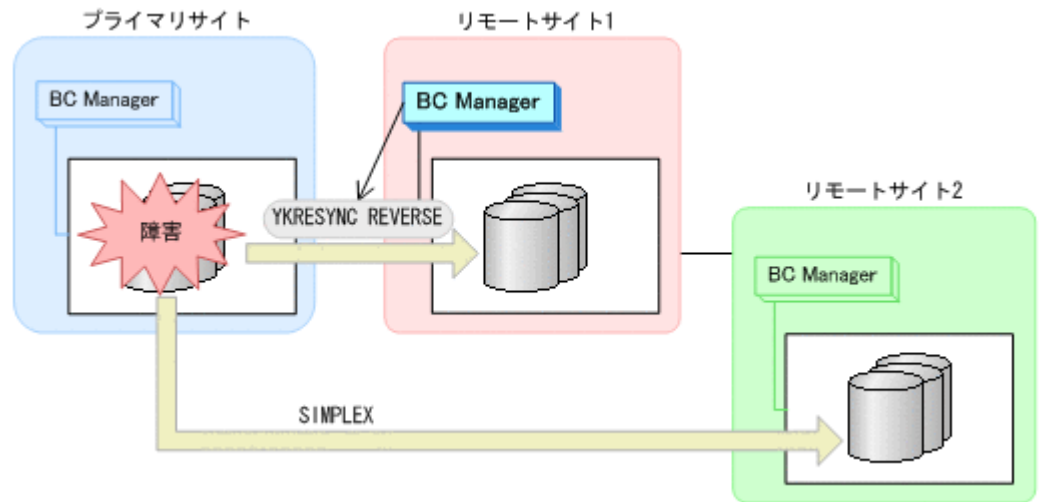 プライマリサイト
リモートサイト1
BC Manager
BC Manager
リモートサイト2
YKRESYNC REVERSE
障害
BC Manager
SIMPLEX